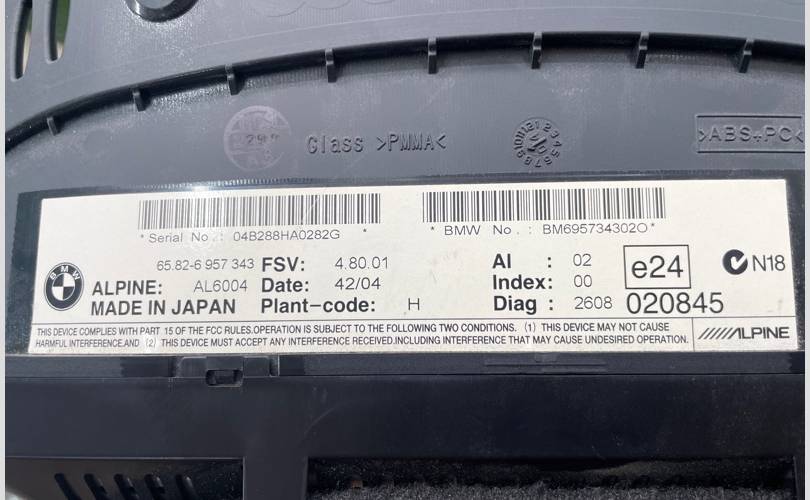 Glass >PMMA<
>ABS+PC<
* Serial No.: 04B288HA0282G *
* BMW No.: BM695734302O *
65.82-6 957 343
BMW
ALPINE: AL6004
MADE IN JAPAN
FSV: 4.80.01
Date: 42/04
Plant-code: H
AI : 02
Index: 00
Diag : 2608
e24
020845
N18
THIS DEVICE COMPLIES WITH PART 15 OF THE FCC RULES.OPERATION IS SUBJECT TO THE FOLLOWING TWO CONDITIONS. (1) THIS DEVICE MAY NOT CAUSE
HARMFUL INTERFERENCE.AND (2) THIS DEVICE MUST ACCEPT ANY INTERFERENCE RECEIVED.INCLUDING INTERFERENCE THAT MAY CAUSE UNDESIRED OPERATION.
ALPINE